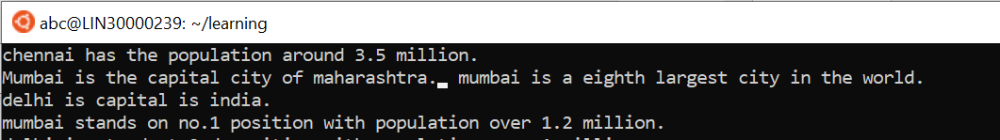 abc@LIN30000239: ~/learning
chennai has the population around 3.5 million.
Mumbai is the capital city of maharashtra. mumbai is a eighth largest city in the world.
delhi is capital is india.
mumbai stands on no.1 position with population over 1.2 million.